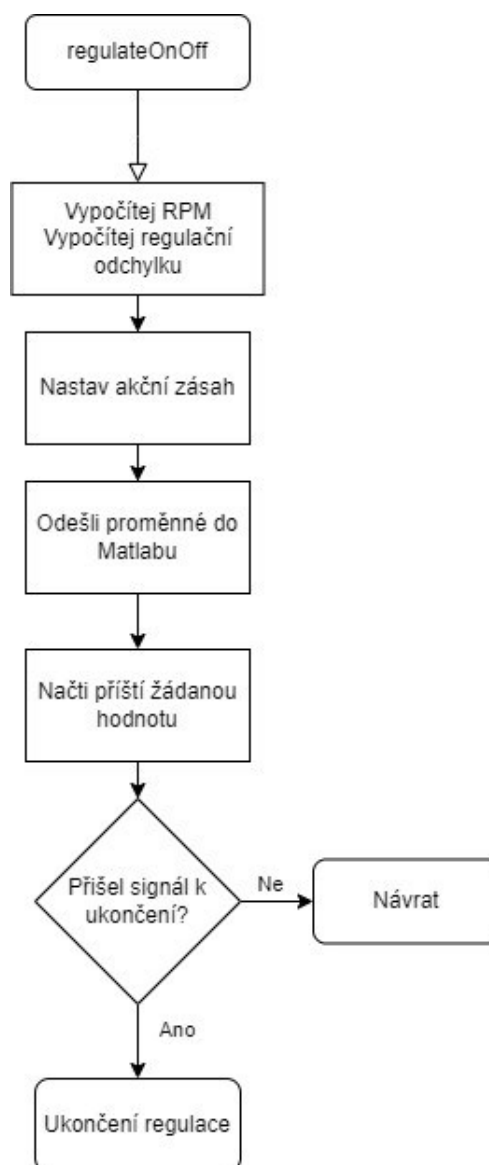 regulateOnOff
Vypočítej RPM
Vypočítej regulační
odchylku
Nastav akční zásah
Odešli proměnné do
Matlabu
Načti příští žádanou
hodnotu
Přišel signál k
ukončení?
Ne
Návrat
Ano
Ukončení regulace